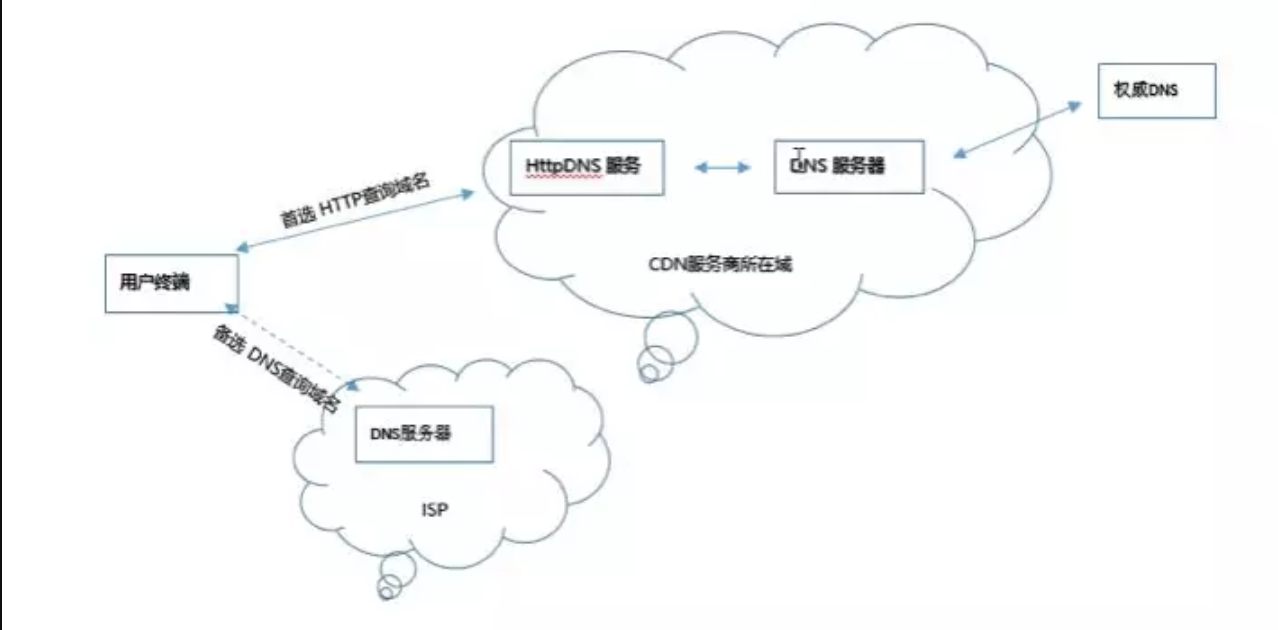 权威DNS
HttpDNS 服务
DNS 服务器
首选 HTTP查询域名
CDN服务商所在域
用户终端
备选 DNS查询域名
DNS服务器
ISP